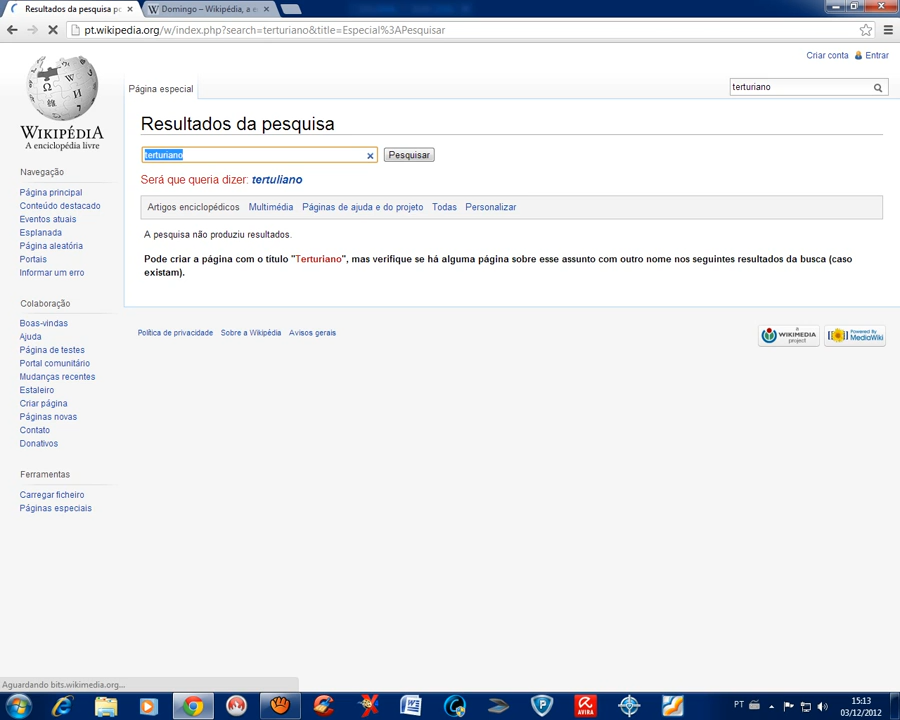 Resultados da pesquisa po
Domingo – Wikipédia, a e
pt.wikipedia.org/w/index.php?search=terturiano&title=Especial%3APesquisar
Criar conta Entrar
Página especial
terturiano
WIKIPÉDIA
A enciclopédia livre
Resultados da pesquisa
terturiano Pesquisar
Será que queria dizer: tertuliano
Artigos enciclopédicos Multimédia Páginas de ajuda e do projeto Todas Personalizar
A pesquisa não produziu resultados.
Pode criar a página com o título "Terturiano", mas verifique se há alguma página sobre esse assunto com outro nome nos seguintes resultados da busca (caso
existam).
Política de privacidade Sobre a Wikipédia Avisos gerais
A WIKIMEDIA project
Powered By MediaWiki
Navegação
Página principal
Conteúdo destacado
Eventos atuais
Esplanada
Página aleatória
Portais
Informar um erro
Colaboração
Boas-vindas
Ajuda
Página de testes
Portal comunitário
Mudanças recentes
Estaleiro
Criar página
Páginas novas
Contato
Donativos
Ferramentas
Carregar ficheiro
Páginas especiais
Aguardando bits.wikimedia.org...
AVIRA
PT
15:13
03/12/2012